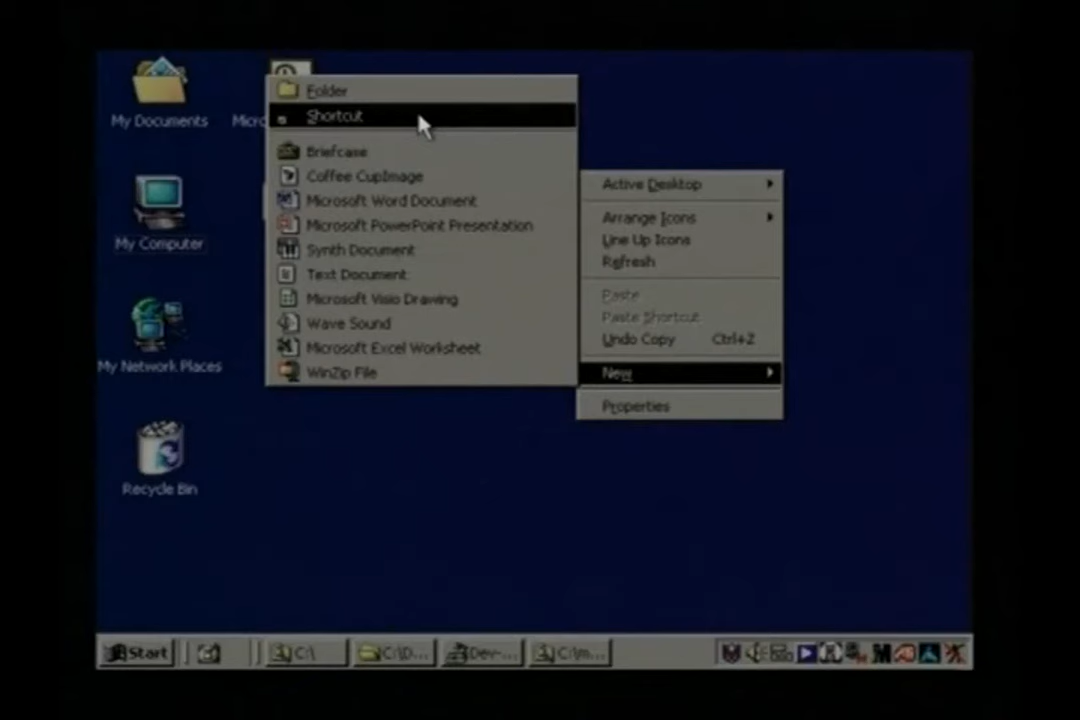 My Documents
My Computer
My Network Places
Recycle Bin
Folder
Shortcut
Briefcase
Coffee CupImage
Microsoft Word Document
Microsoft PowerPoint Presentation
Synth Document
Text Document
Microsoft Visio Drawing
Wave Sound
Microsoft Excel Worksheet
WinZip File
Active Desktop
Arrange Icons
Line Up Icons
Refresh
Paste
Paste Shortcut
Undo Copy Ctrl+Z
New
Properties
Start
C:\
C:\D...
Dev-...
C:\m...